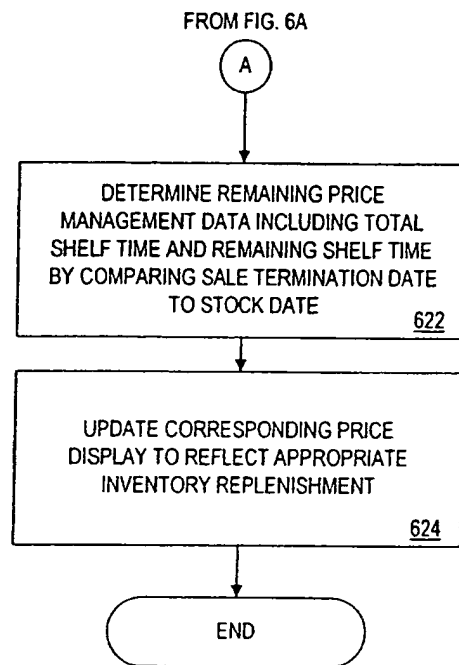 FROM FIG. 6A
A
DETERMINE REMAINING PRICE
MANAGEMENT DATA INCLUDING TOTAL
SHELF TIME AND REMAINING SHELF TIME
BY COMPARING SALE TERMINATION DATE
TO STOCK DATE
622
UPDATE CORRESPONDING PRICE
DISPLAY TO REFLECT APPROPRIATE
INVENTORY REPLENISHMENT
624
END